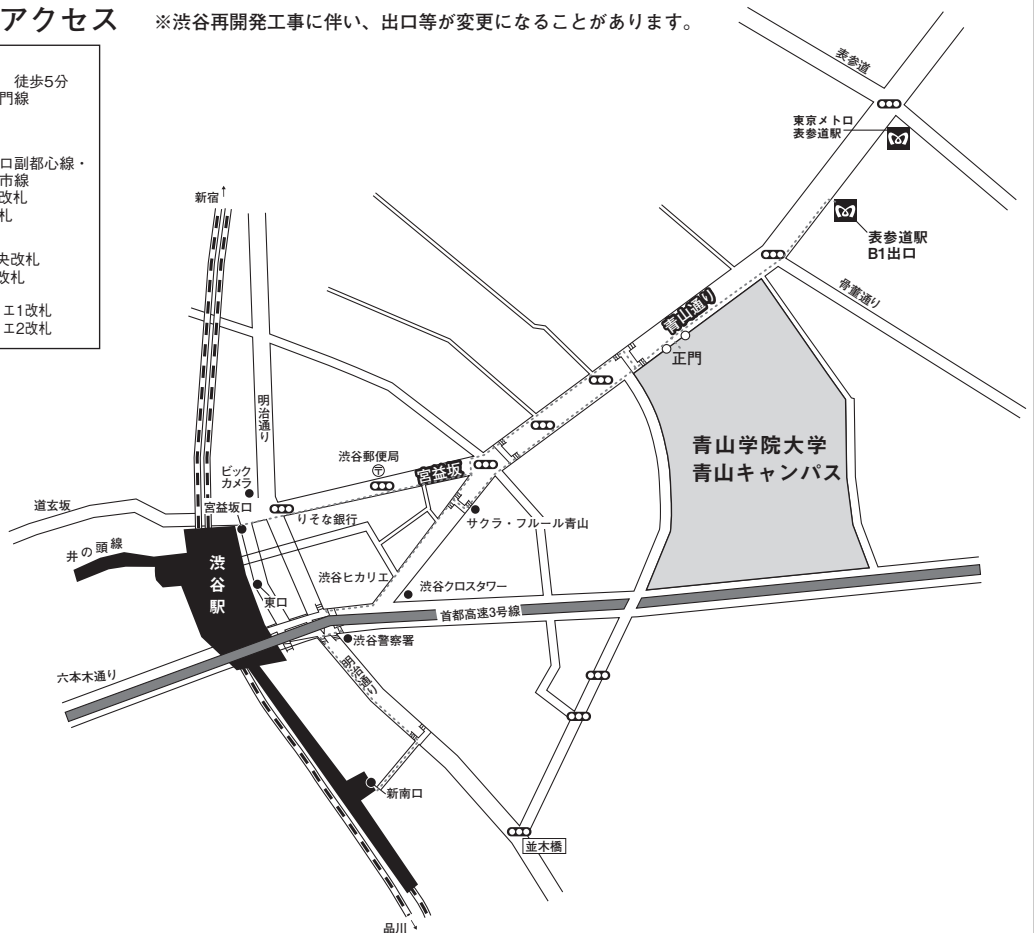 アクセス
※渋谷再開発工事に伴い、出口等が変更になることがあります。
徒歩5分
門線
口副都心線・
市線
改札
札
央改札
改札
エ1改札
エ2改札
表参道
東京メトロ
表参道駅
新宿↑
表参道駅
B1出口
骨董通り
青山通り
正門
明治通り
青山学院大学
青山キャンパス
渋谷郵便局
宮益坂
ビック
カメラ
宮益坂口
道玄坂
りそな銀行
サクラ・フルール青山
井の頭線
渋谷駅
渋谷ヒカリエ
渋谷クロスタワー
東口
首都高速3号線
渋谷警察署
六本木通り
明治通り
新南口
並木橋
品川↓